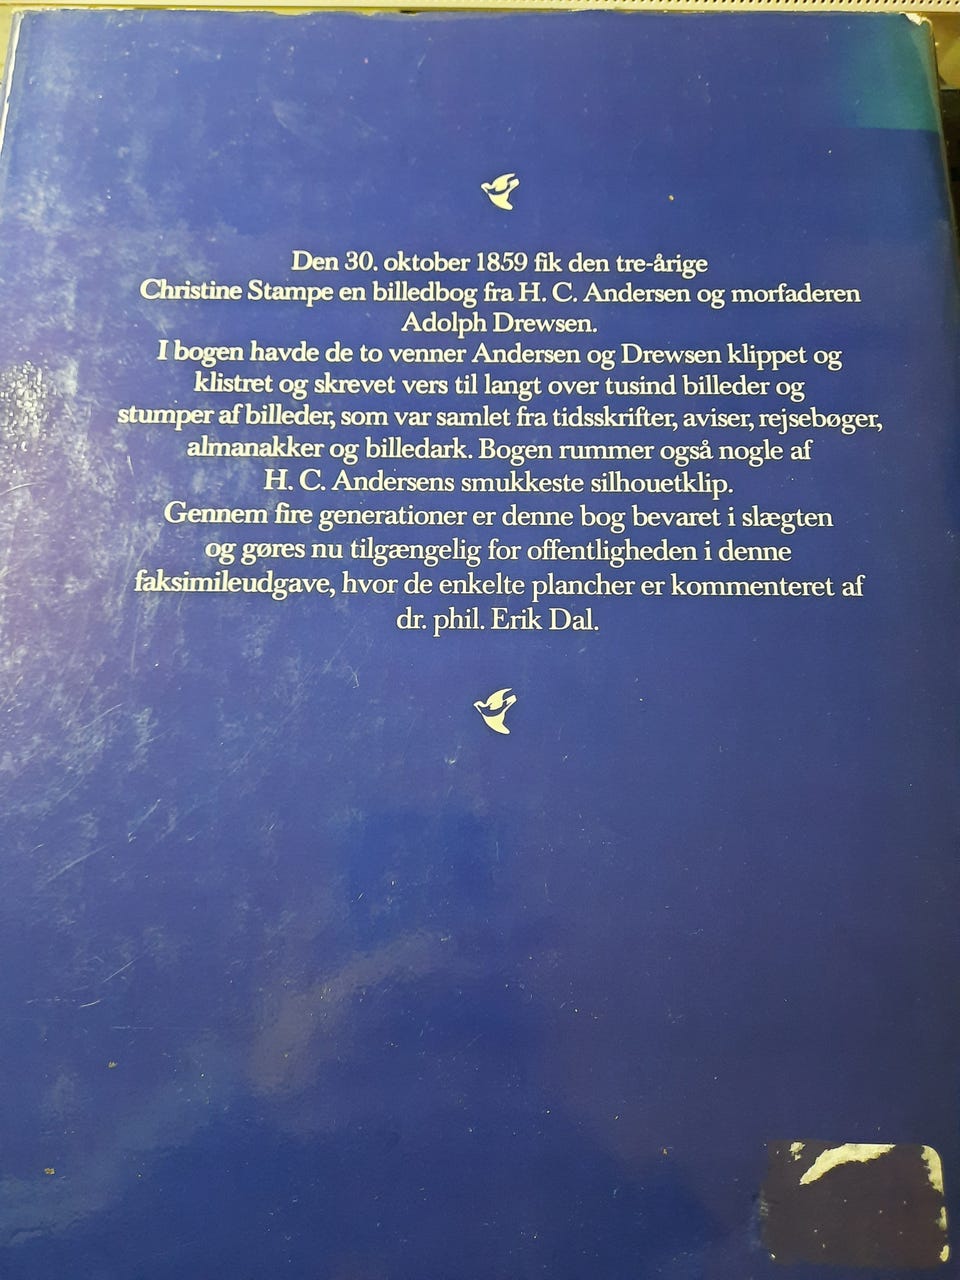 Den 30. oktober 1859 fik den tre-årige
Christine Stampe en billedbog fra H. C. Andersen og morfaderen
Adolph Drewsen.
I bogen havde de to venner Andersen og Drewsen klippet og
klistret og skrevet vers til langt over tusind billeder og
stumper af billeder, som var samlet fra tidsskrifter, aviser, rejsebøger,
almanakker og billedark. Bogen rummer også nogle af
H. C. Andersens smukkeste silhouetklip.
Gennem fire generationer er denne bog bevaret i slægten
og gøres nu tilgængelig for offentligheden i denne
faksimileudgave, hvor de enkelte plancher er kommenteret af
dr. phil. Erik Dal.